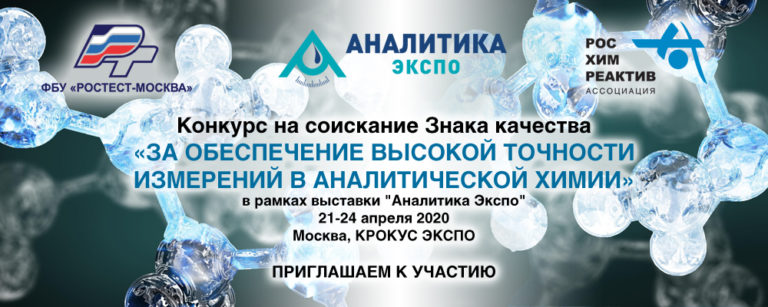 ФБУ «РОСТЕСТ-МОСКВА»
АНАЛИТИКА
ЭКСПО
РОС
ХИМ
РЕАКТИВ
АССОЦИАЦИЯ
Конкурс на соискание Знака качества
«ЗА ОБЕСПЕЧЕНИЕ ВЫСОКОЙ ТОЧНОСТИ
ИЗМЕРЕНИЙ В АНАЛИТИЧЕСКОЙ ХИМИИ»
в рамках выставки "Аналитика Экспо"
21-24 апреля 2020
Москва, КРОКУС ЭКСПО
ПРИГЛАШАЕМ К УЧАСТИЮ